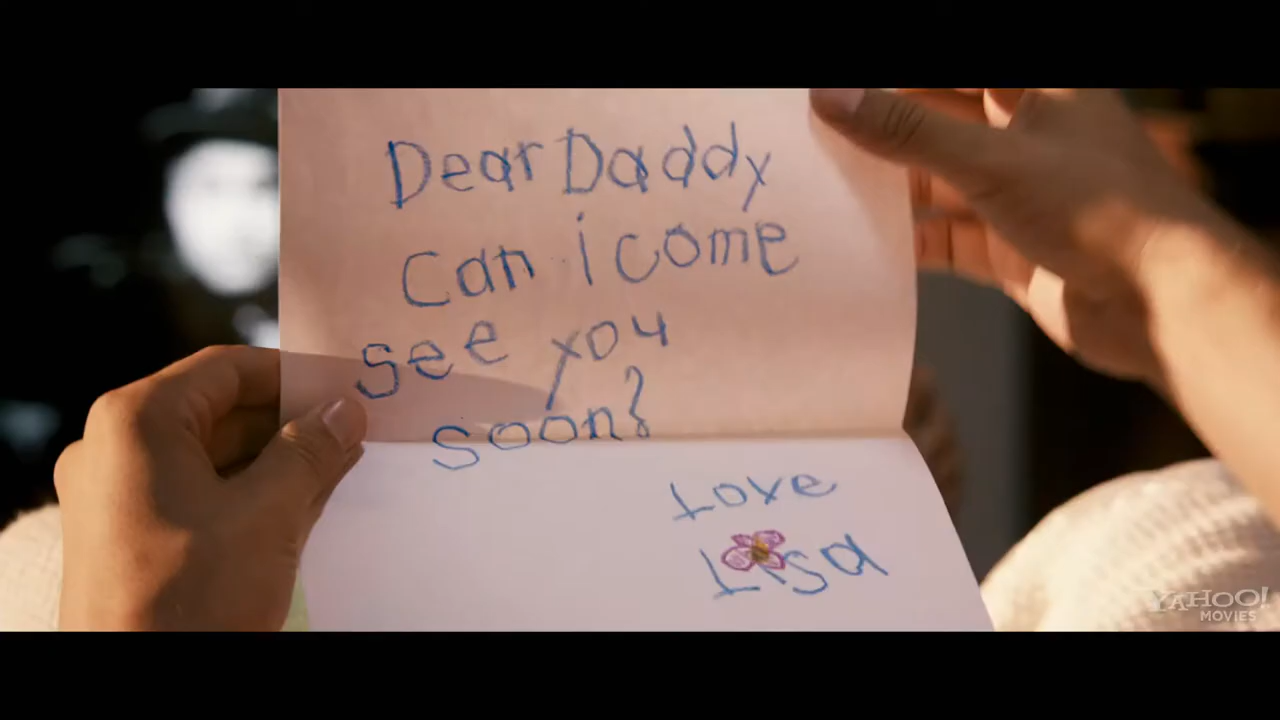 Dear Daddy
Can i come
see you
soon?
Love
Lisa
YAHOO!
MOVIES